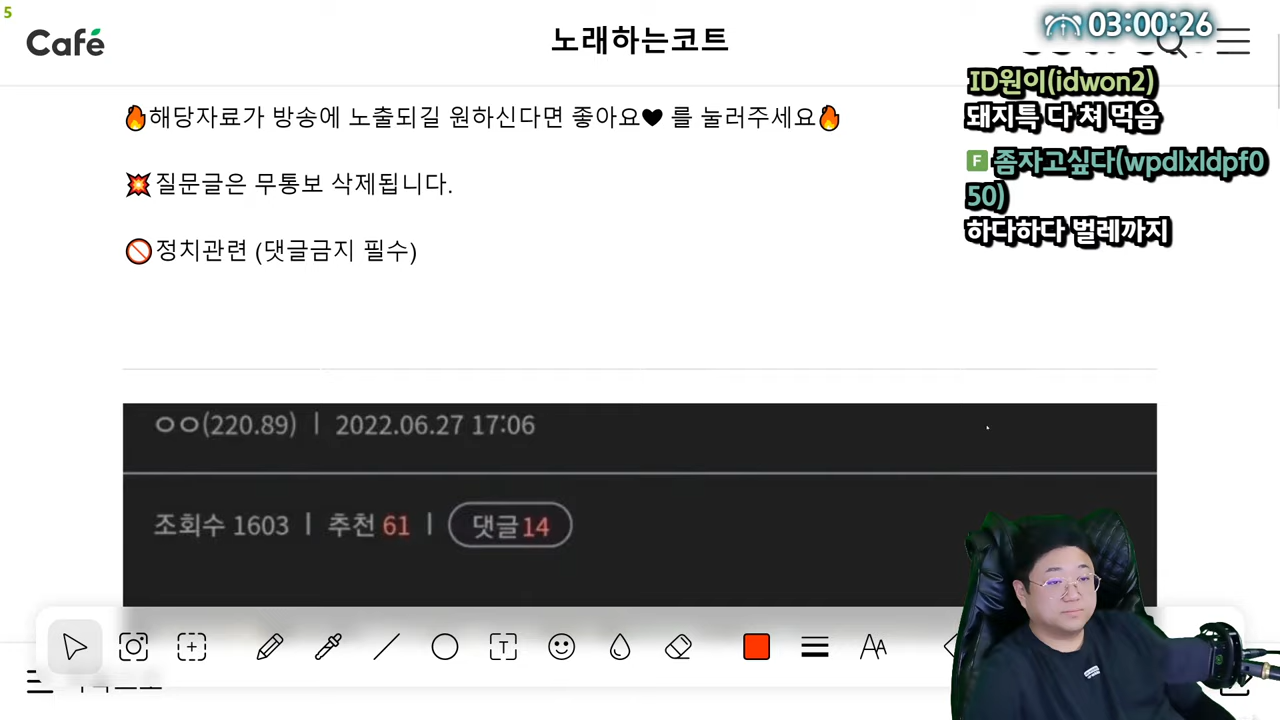 5
Café
노래하는코트
03:00:26
🔥해당자료가 방송에 노출되길 원하신다면 좋아요🖤 를 눌러주세요🔥
💥질문글은 무통보 삭제됩니다.
🚫정치관련 (댓글금지 필수)
ID원이(idwon2)
돼지특 다 쳐 먹음
F 좀자고싶다(wpdlxldpf0
50)
하다하다 벌레까지
ㅇㅇ(220.89) | 2022.06.27 17:06
조회수 1603 | 추천 61 | 댓글14
T
AA